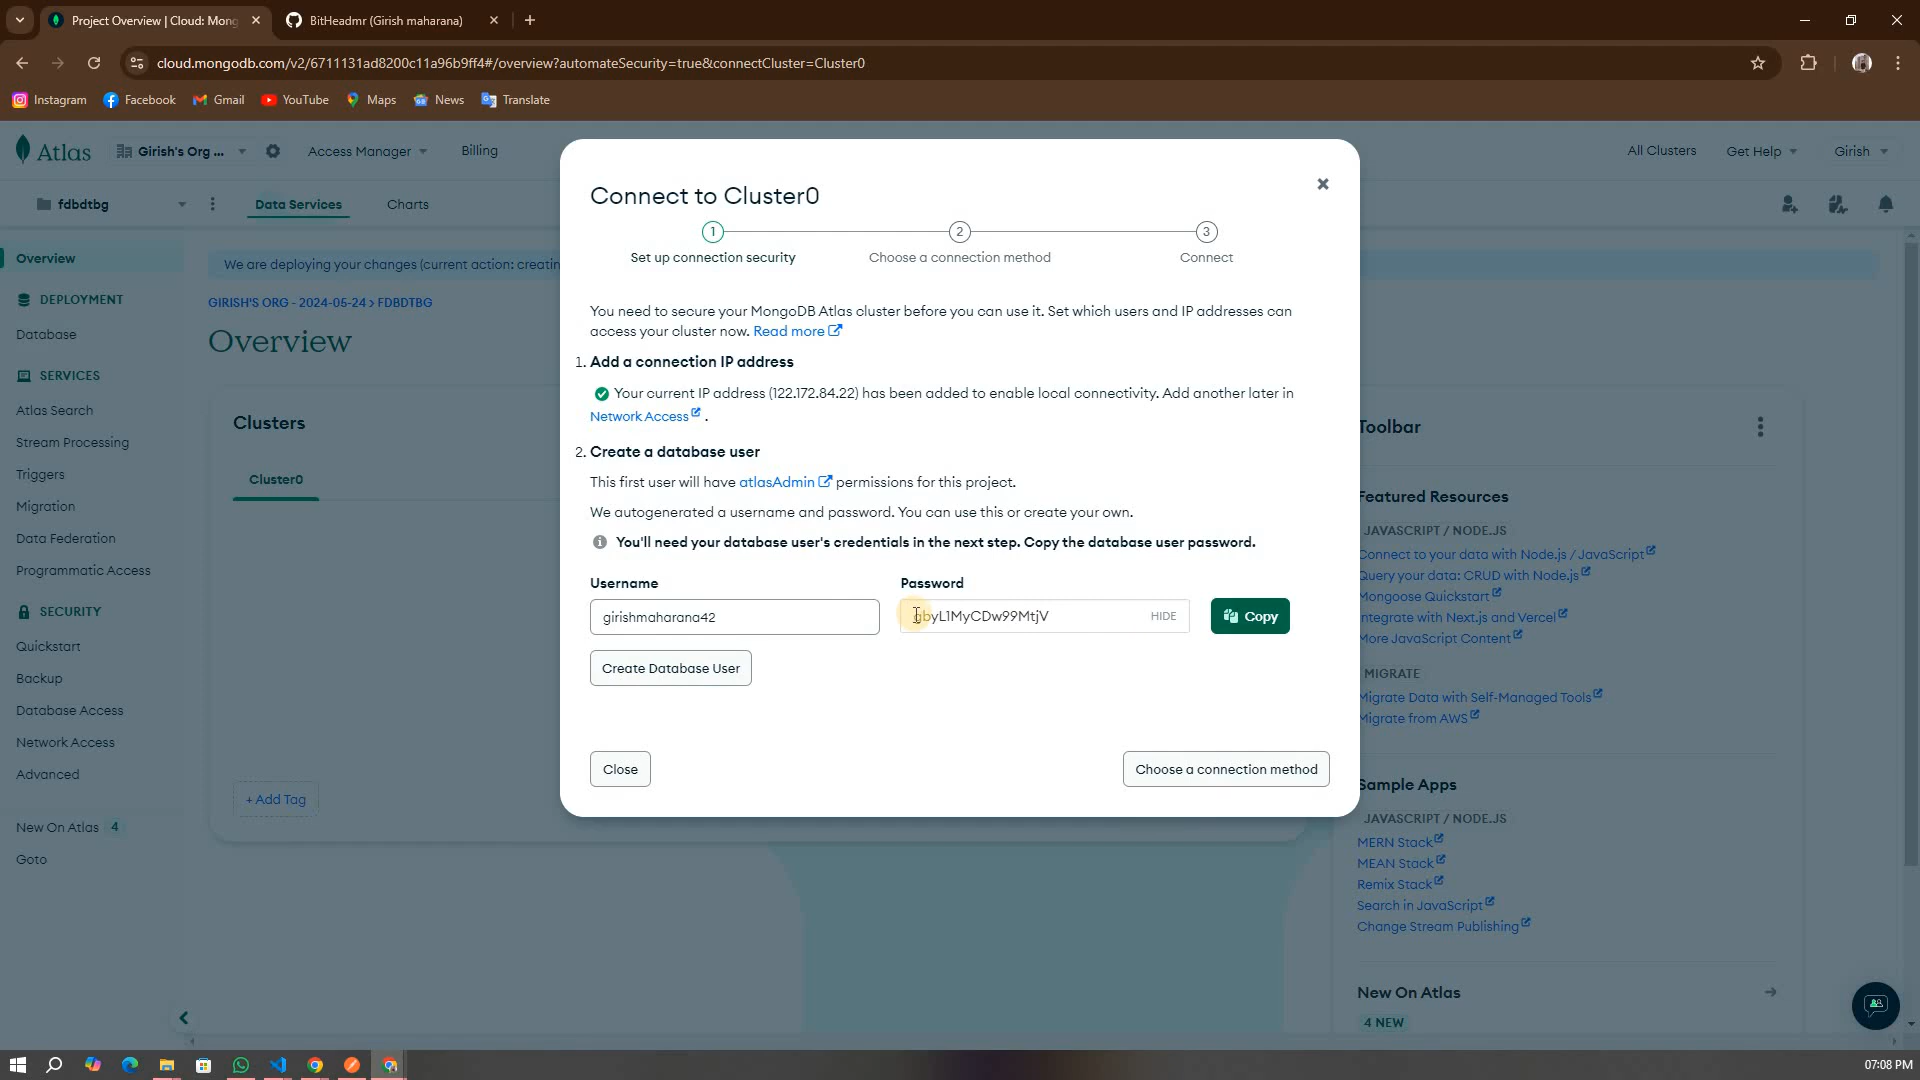 Project Overview | Cloud: Mong
BitHeadmr (Girish maharana)
cloud.mongodb.com/v2/6711131ad8200c11a96b9ff4#/overview?automateSecurity=true&connectCluster=Cluster0
Instagram
Facebook
Gmail
YouTube
Maps
News
Translate
Atlas
Girish's Org ...
Access Manager
Billing
All Clusters
Get Help
Girish
fdbdtbg
Data Services
Charts
Overview
DEPLOYMENT
Database
SERVICES
Atlas Search
Stream Processing
Triggers
Migration
Data Federation
Programmatic Access
SECURITY
Quickstart
Backup
Database Access
Network Access
Advanced
New On Atlas 4
Goto
We are deploying your changes (current action: creatin
GIRISH'S ORG - 2024-05-24 > FDBDTBG
Overview
Clusters
Cluster0
+ Add Tag
Connect to Cluster0
1
2
3
Set up connection security
Choose a connection method
Connect
You need to secure your MongoDB Atlas cluster before you can use it. Set which users and IP addresses can
access your cluster now. Read more
1. Add a connection IP address
Your current IP address (122.172.84.22) has been added to enable local connectivity. Add another later in
Network Access .
2. Create a database user
This first user will have atlasAdmin permissions for this project.
We autogenerated a username and password. You can use this or create your own.
You'll need your database user's credentials in the next step. Copy the database user password.
Username
Password
girishmaharana42
gbyL1MyCDw99MtjV
HIDE
Copy
Create Database User
Close
Choose a connection method
Toolbar
Featured Resources
JAVASCRIPT / NODE.JS
Connect to your data with Node.js / JavaScript
Query your data: CRUD with Node.js
Mongoose Quickstart
ntegrate with Next.js and Vercel
More JavaScript Content
MIGRATE
Migrate Data with Self-Managed Tools
Migrate from AWS
Sample Apps
JAVASCRIPT / NODE.JS
MERN Stack
MEAN Stack
Remix Stack
Search in JavaScript
Change Stream Publishing
New On Atlas
4 NEW
07:08 PM